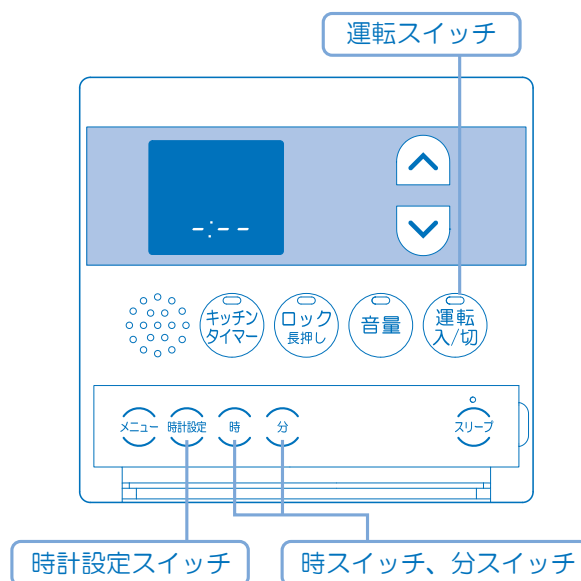 運転スイッチ
-:--
キッチン
タイマー
ロック
長押し
音量
運転
入/切
メニュー
時計設定
時
分
スリープ
時計設定スイッチ
時スイッチ、分スイッチ